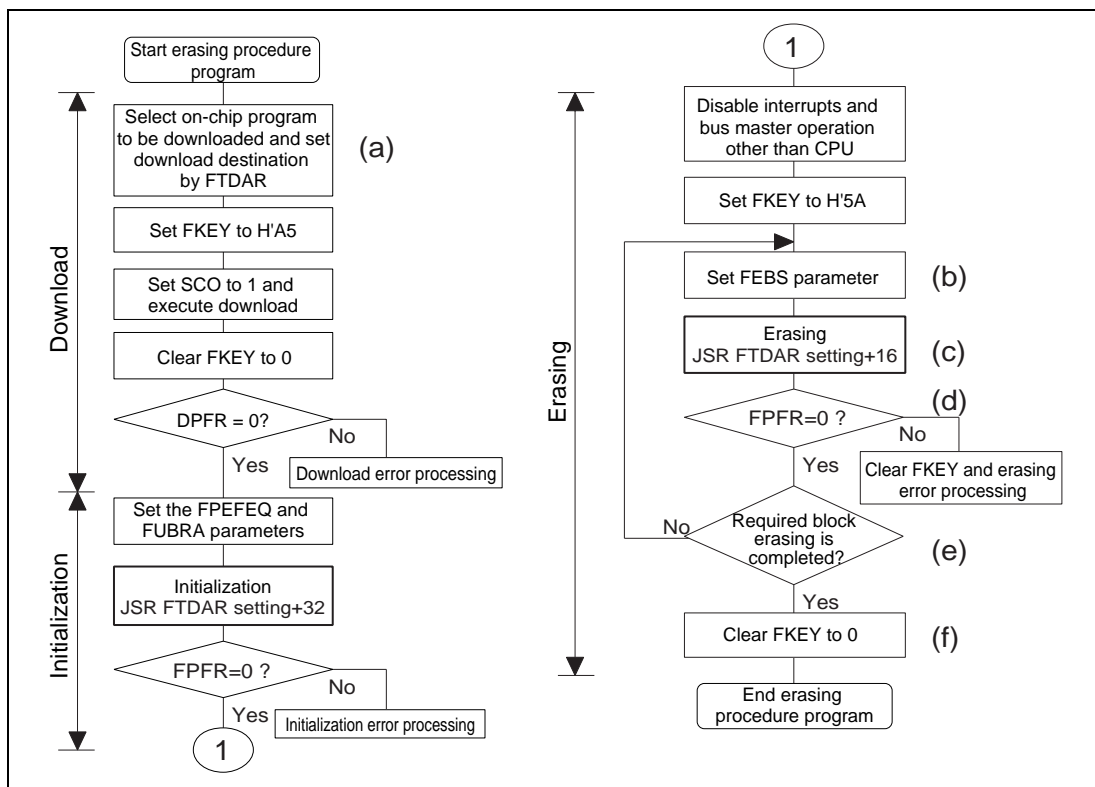 Start erasing procedure
program
Download
Select on-chip program
to be downloaded and set
download destination
by FTDAR
(a)
Set FKEY to H'A5
Set SCO to 1 and
execute download
Clear FKEY to 0
DPFR = 0?
No
Yes
Download error processing
Initialization
Set the FPEFEQ and
FUBRA parameters
Initialization
JSR FTDAR setting+32
FPFR=0 ?
No
Yes
Initialization error processing
1
1
Erasing
Disable interrupts and
bus master operation
other than CPU
Set FKEY to H'5A
Set FEBS parameter
(b)
Erasing
JSR FTDAR setting+16
(c)
(d)
FPFR=0 ?
No
Yes
Clear FKEY and erasing
error processing
No
Required block
erasing is
completed?
(e)
Yes
Clear FKEY to 0
(f)
End erasing
procedure program